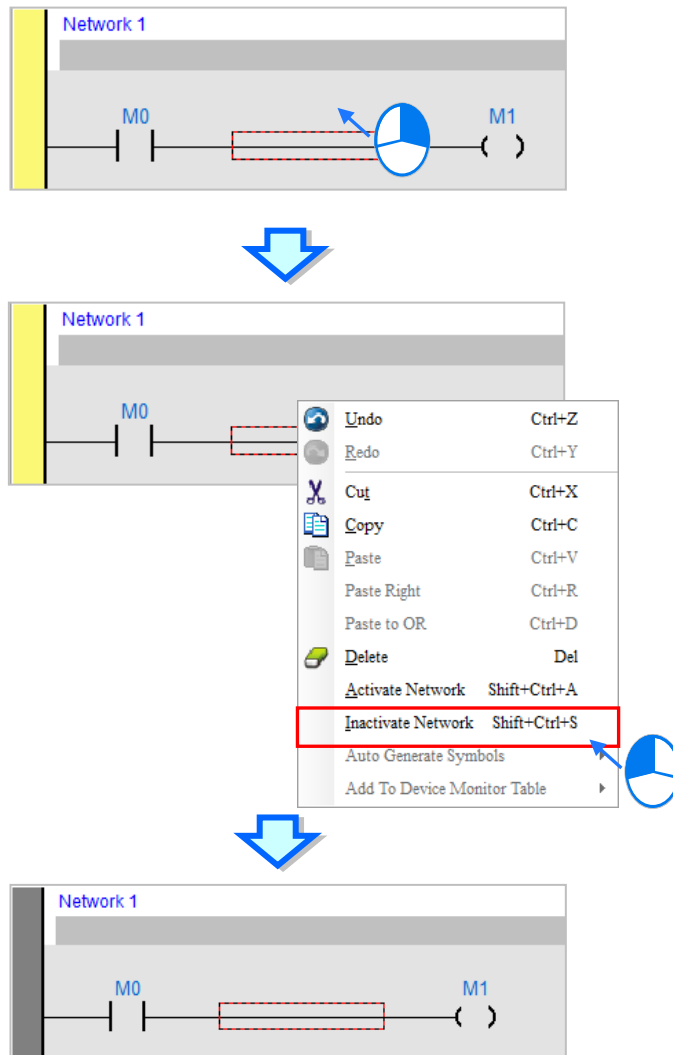 Network 1
M0 M1
Network 1
M0
Undo Ctrl+Z
Redo Ctrl+Y
Cut Ctrl+X
Copy Ctrl+C
Paste Ctrl+V
Paste Right Ctrl+R
Paste to OR Ctrl+D
Delete Del
Activate Network Shift+Ctrl+A
Inactivate Network Shift+Ctrl+S
Auto Generate Symbols
Add To Device Monitor Table
Network 1
M0 M1